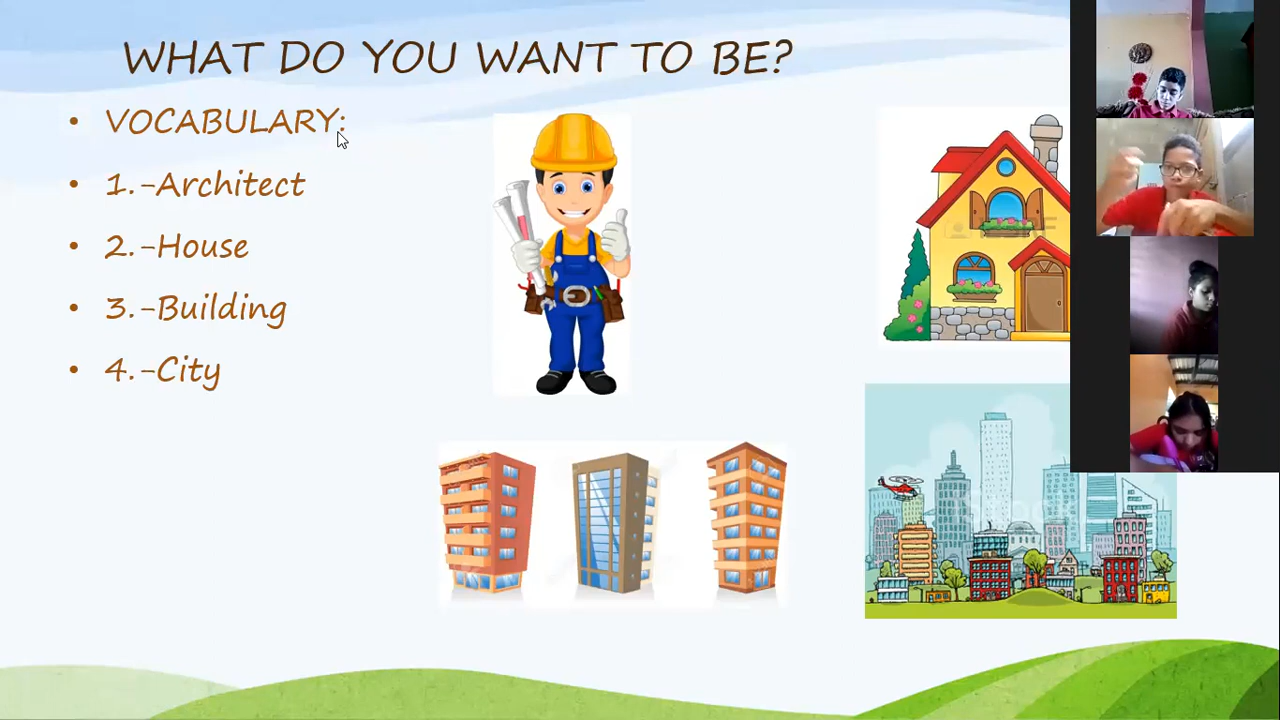 WHAT DO YOU WANT TO BE?
• VOCABULARY:
• 1.-Architect
• 2.-House
• 3.-Building
• 4.-City